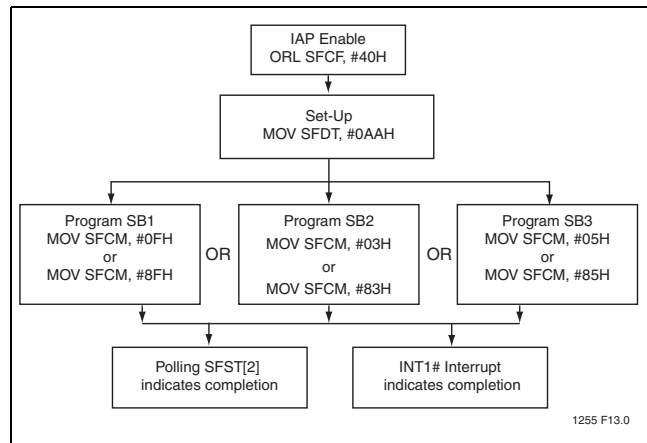 IAP Enable
ORL SFCF, #40H
Set-Up
MOV SFDT, #0AAH
Program SB1
MOV SFCM, #0FH
or
MOV SFCM, #8FH
OR
Program SB2
MOV SFCM, #03H
or
MOV SFCM, #83H
OR
Program SB3
MOV SFCM, #05H
or
MOV SFCM, #85H
Polling SFST[2]
indicates completion
INT1# Interrupt
indicates completion
1255 F13.0